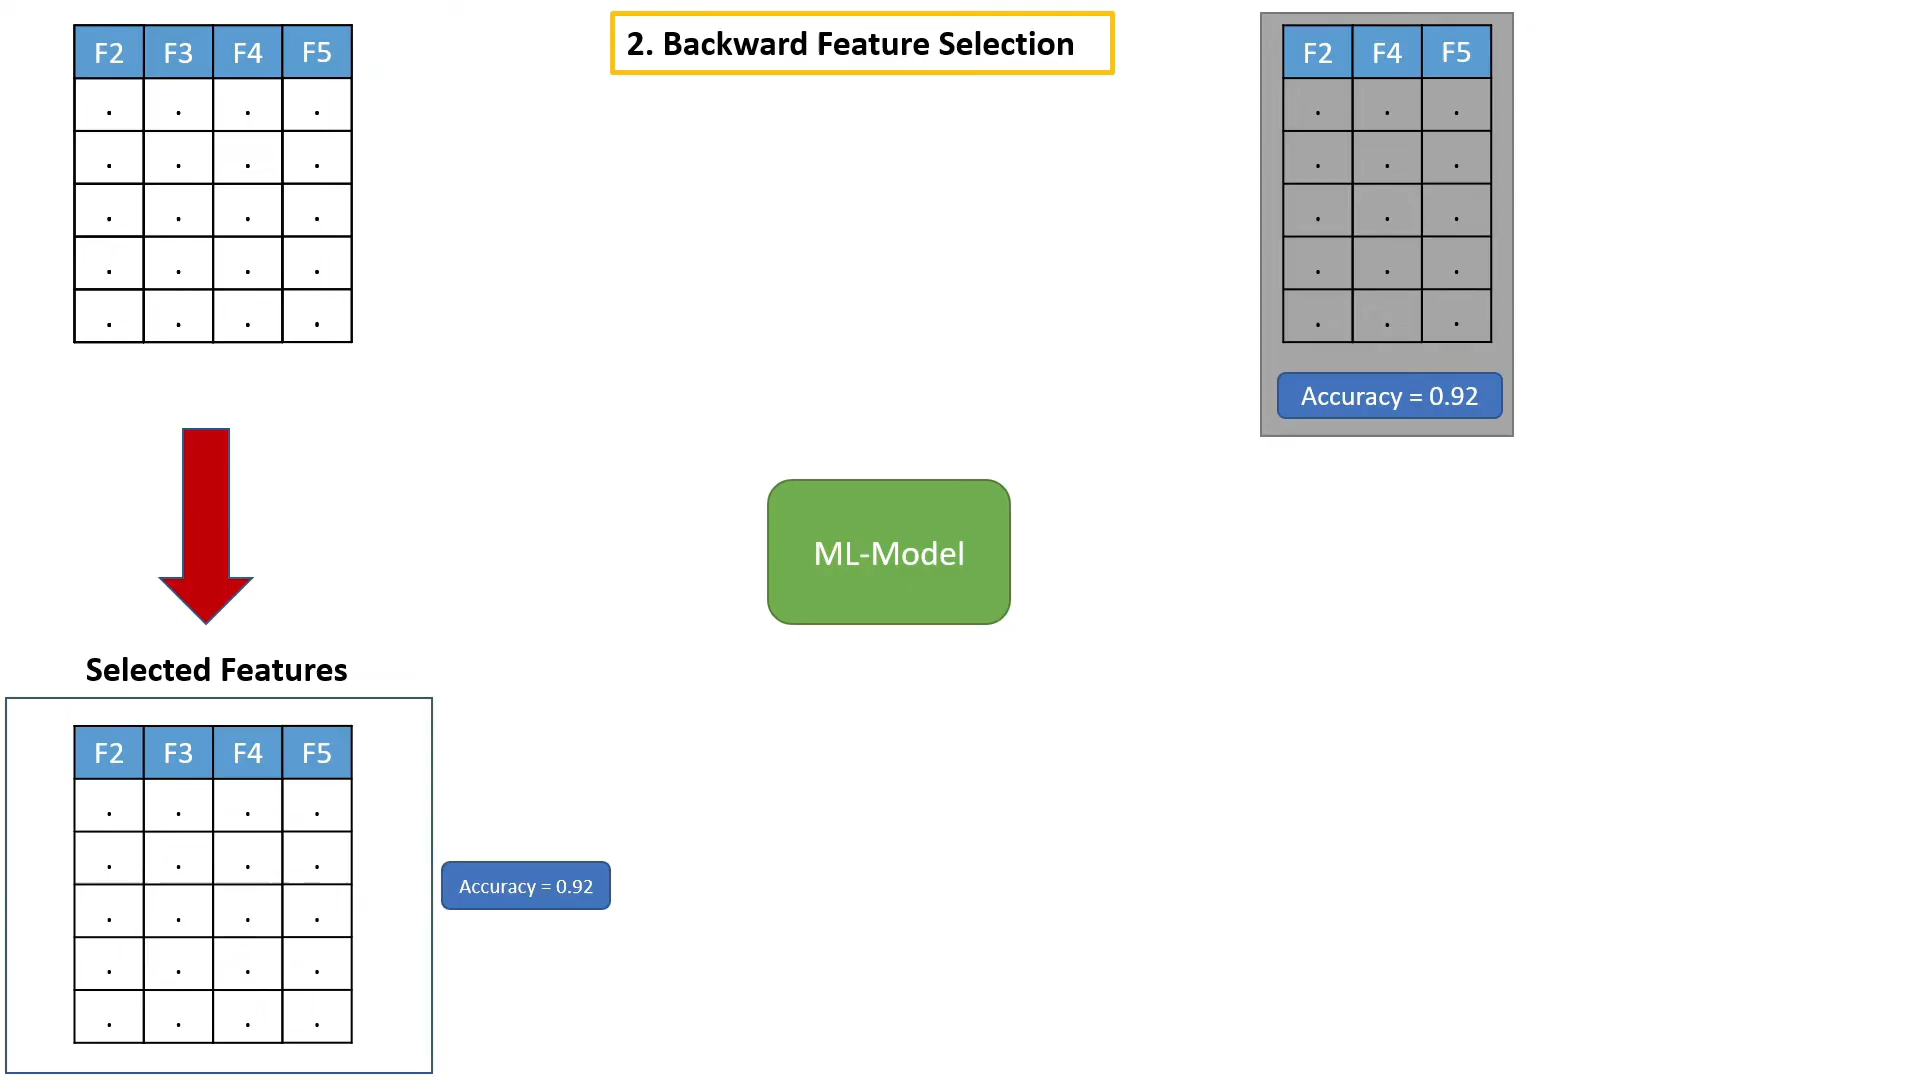 2. Backward Feature Selection
F2 F3 F4 F5
. . . .
. . . .
. . . .
. . . .
. . . .
F2 F4 F5
. . .
. . .
. . .
. . .
. . .
Accuracy = 0.92
ML-Model
Selected Features
F2 F3 F4 F5
. . . .
. . . .
. . . .
. . . .
. . . .
Accuracy = 0.92